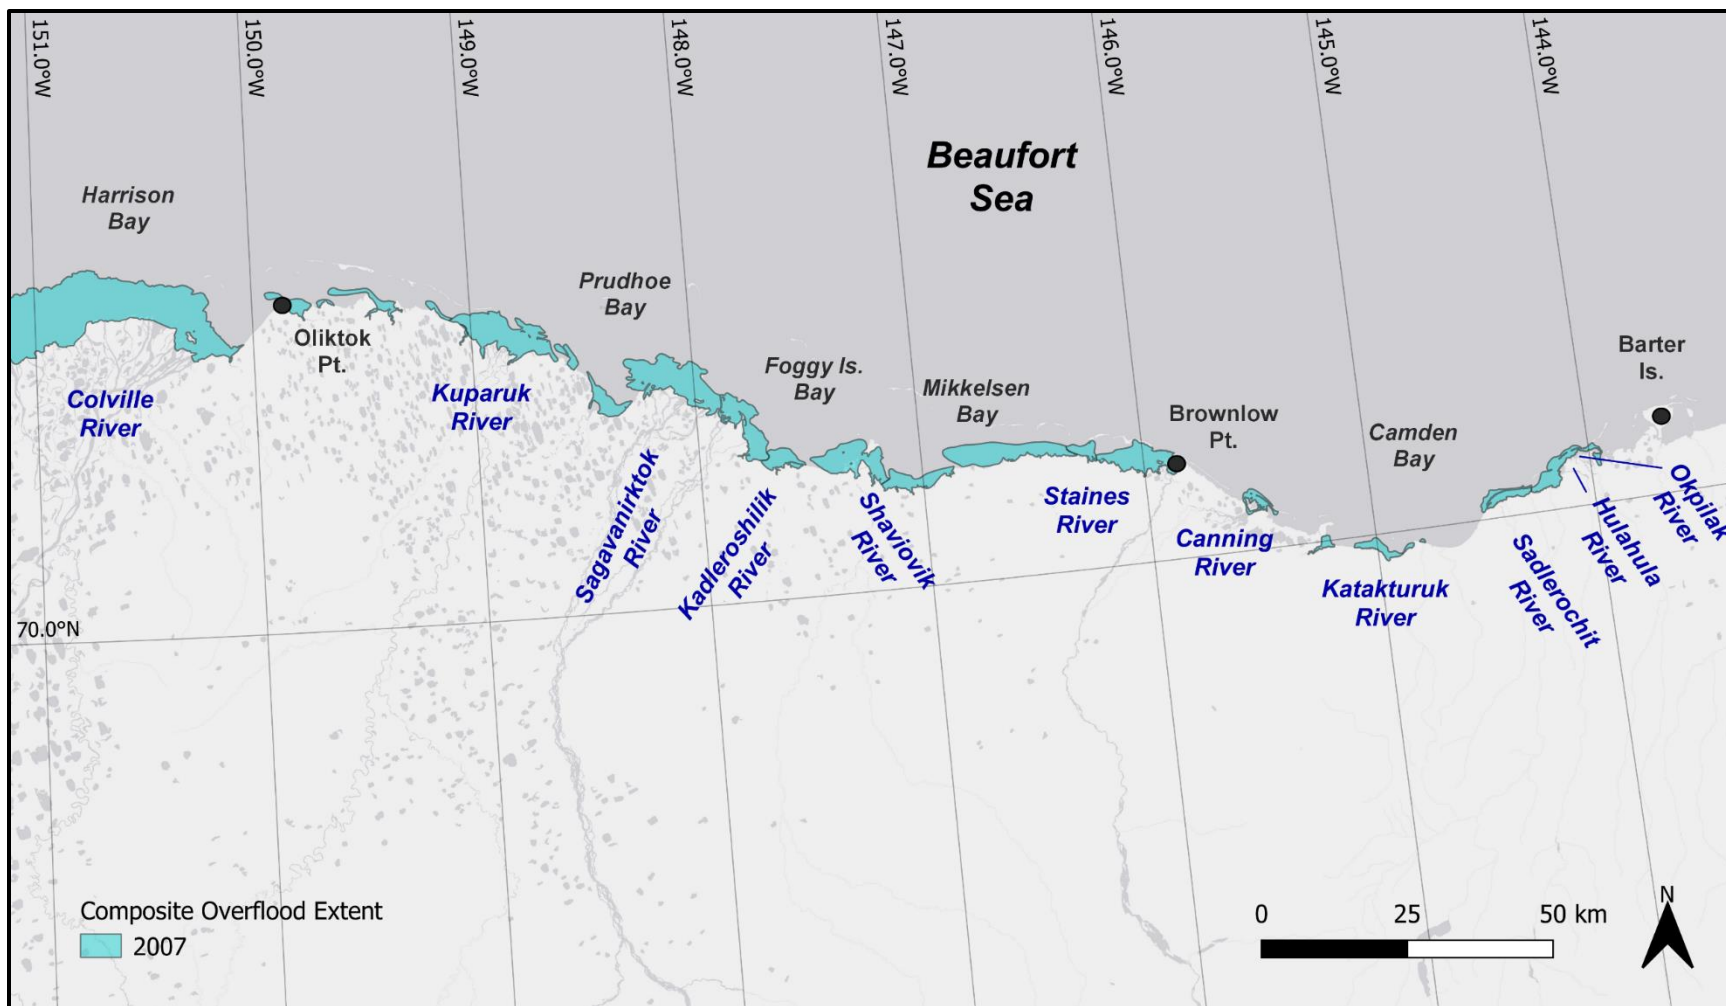 151.0°W
150.0°W
149.0°W
148.0°W
147.0°W
146.0°W
145.0°W
144.0°W
Beaufort
Sea
Harrison
Bay
Prudhoe
Bay
Oliktok
Pt.
Foggy Is.
Bay
Mikkelsen
Bay
Brownlow
Pt.
Camden
Bay
Barter
Is.
Colville
River
Kuparuk
River
Sagavanirktok
River
Kadleroshilik
River
Shaviovik
River
Staines
River
Canning
River
Katakturuk
River
Sadlerochit
River
Hulahula
River
Okpilak
River
70.0°N
Composite Overflood Extent
2007
0 25 50 km
N